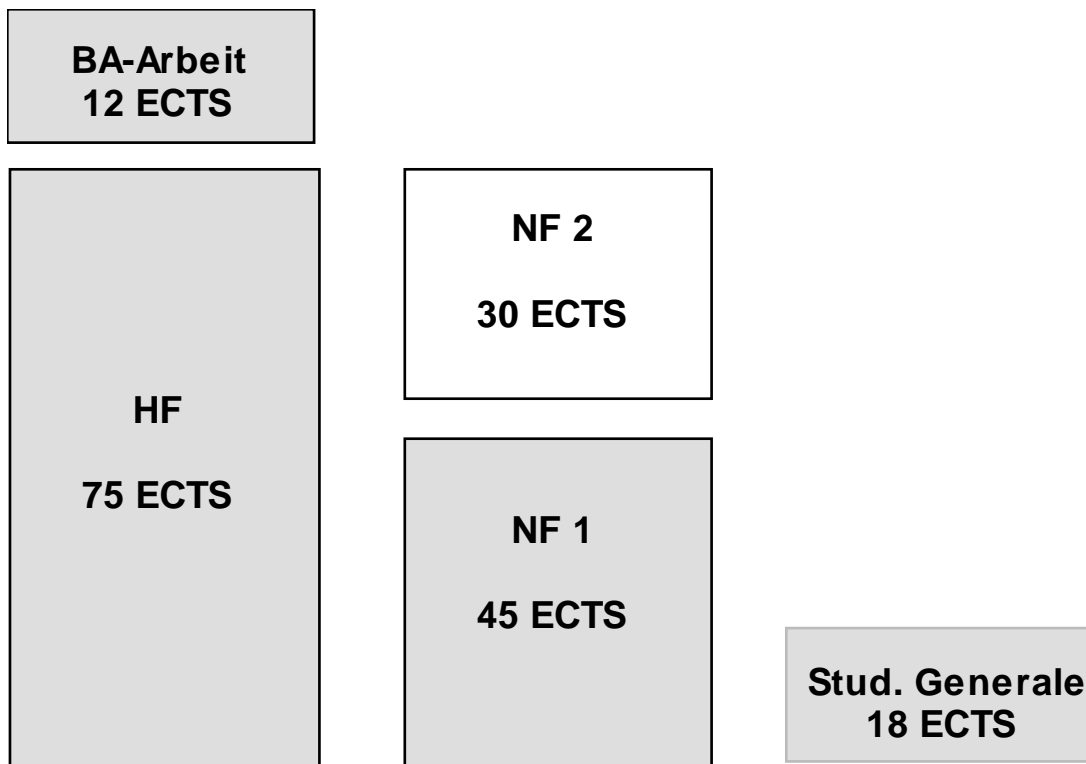 BA-Arbeit
12 ECTS
HF
75 ECTS
NF 2
30 ECTS
NF 1
45 ECTS
Stud. Generale
18 ECTS